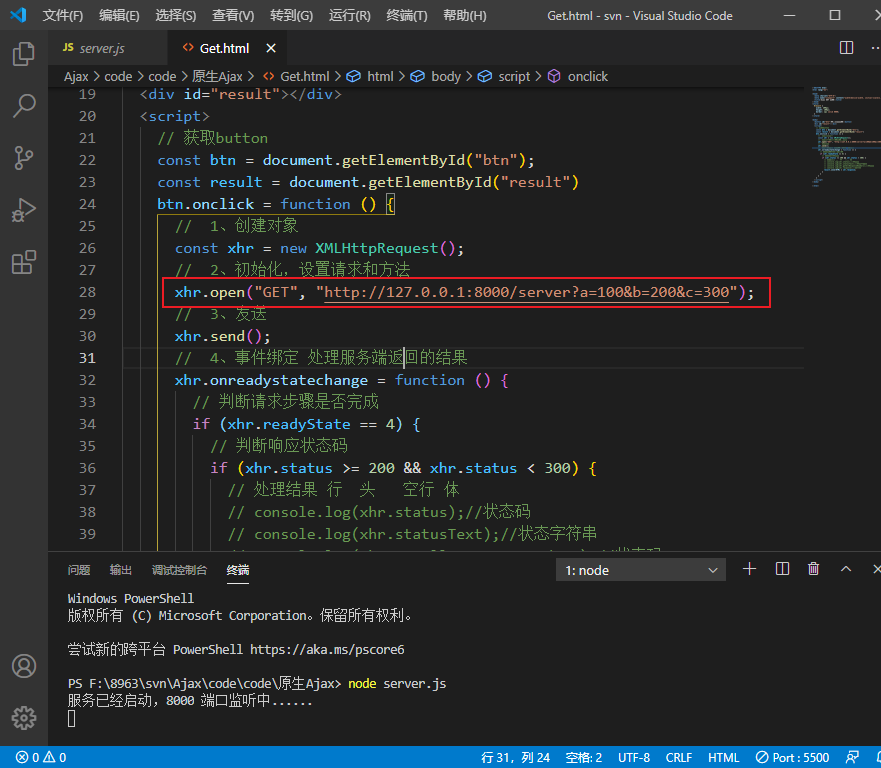 文件(F) 编辑(E) 选择(S) 查看(V) 转到(G) 运行(R) 终端(T) 帮助(H) Get.html - svn - Visual Studio Code
JS server.js <> Get.html
Ajax > code > code > 原生Ajax > <> Get.html > html > body > script > onclick
19 <div id="result"></div>
20 <script>
21 // 获取button
22 const btn = document.getElementById("btn");
23 const result = document.getElementById("result")
24 btn.onclick = function () {
25 // 1、创建对象
26 const xhr = new XMLHttpRequest();
27 // 2、初始化，设置请求和方法
28 xhr.open("GET", "http://127.0.0.1:8000/server?a=100&b=200&c=300");
29 // 3、发送
30 xhr.send();
31 // 4、事件绑定 处理服务端返回的结果
32 xhr.onreadystatechange = function () {
33 // 判断请求步骤是否完成
34 if (xhr.readyState == 4) {
35 // 判断响应状态码
36 if (xhr.status >= 200 && xhr.status < 300) {
37 // 处理结果 行 头 空行 体
38 // console.log(xhr.status);//状态码
39 // console.log(xhr.statusText);//状态字符串
问题 输出 调试控制台 终端 1: node
Windows PowerShell
版权所有 (C) Microsoft Corporation。保留所有权利。
尝试新的跨平台 PowerShell https://aka.ms/pscore6
PS F:\8963\svn\Ajax\code\code\原生Ajax> node server.js
服务已经启动，8000 端口监听中......
0 0 行 31，列 24 空格: 2 UTF-8 CRLF HTML Port : 5500